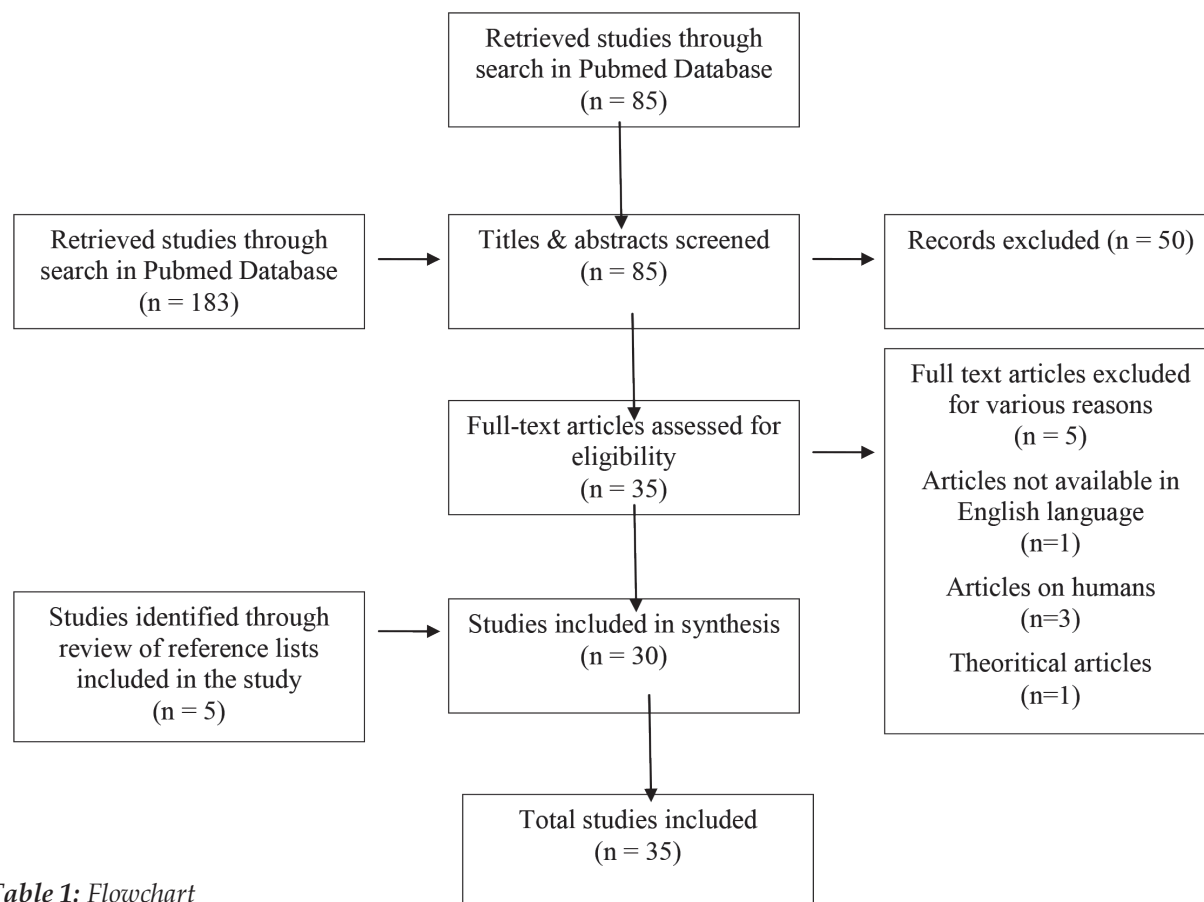 Retrieved studies through
search in Pubmed Database
(n = 85)
Retrieved studies through
search in Pubmed Database
(n = 183)
Titles & abstracts screened
(n = 85)
Records excluded (n = 50)
Full-text articles assessed for
eligibility
(n = 35)
Full text articles excluded
for various reasons
(n = 5)
Articles not available in
English language
(n=1)
Articles on humans
(n=3)
Theoritical articles
(n=1)
Studies identified through
review of reference lists
included in the study
(n = 5)
Studies included in synthesis
(n = 30)
Total studies included
(n = 35)
Table 1: Flowchart